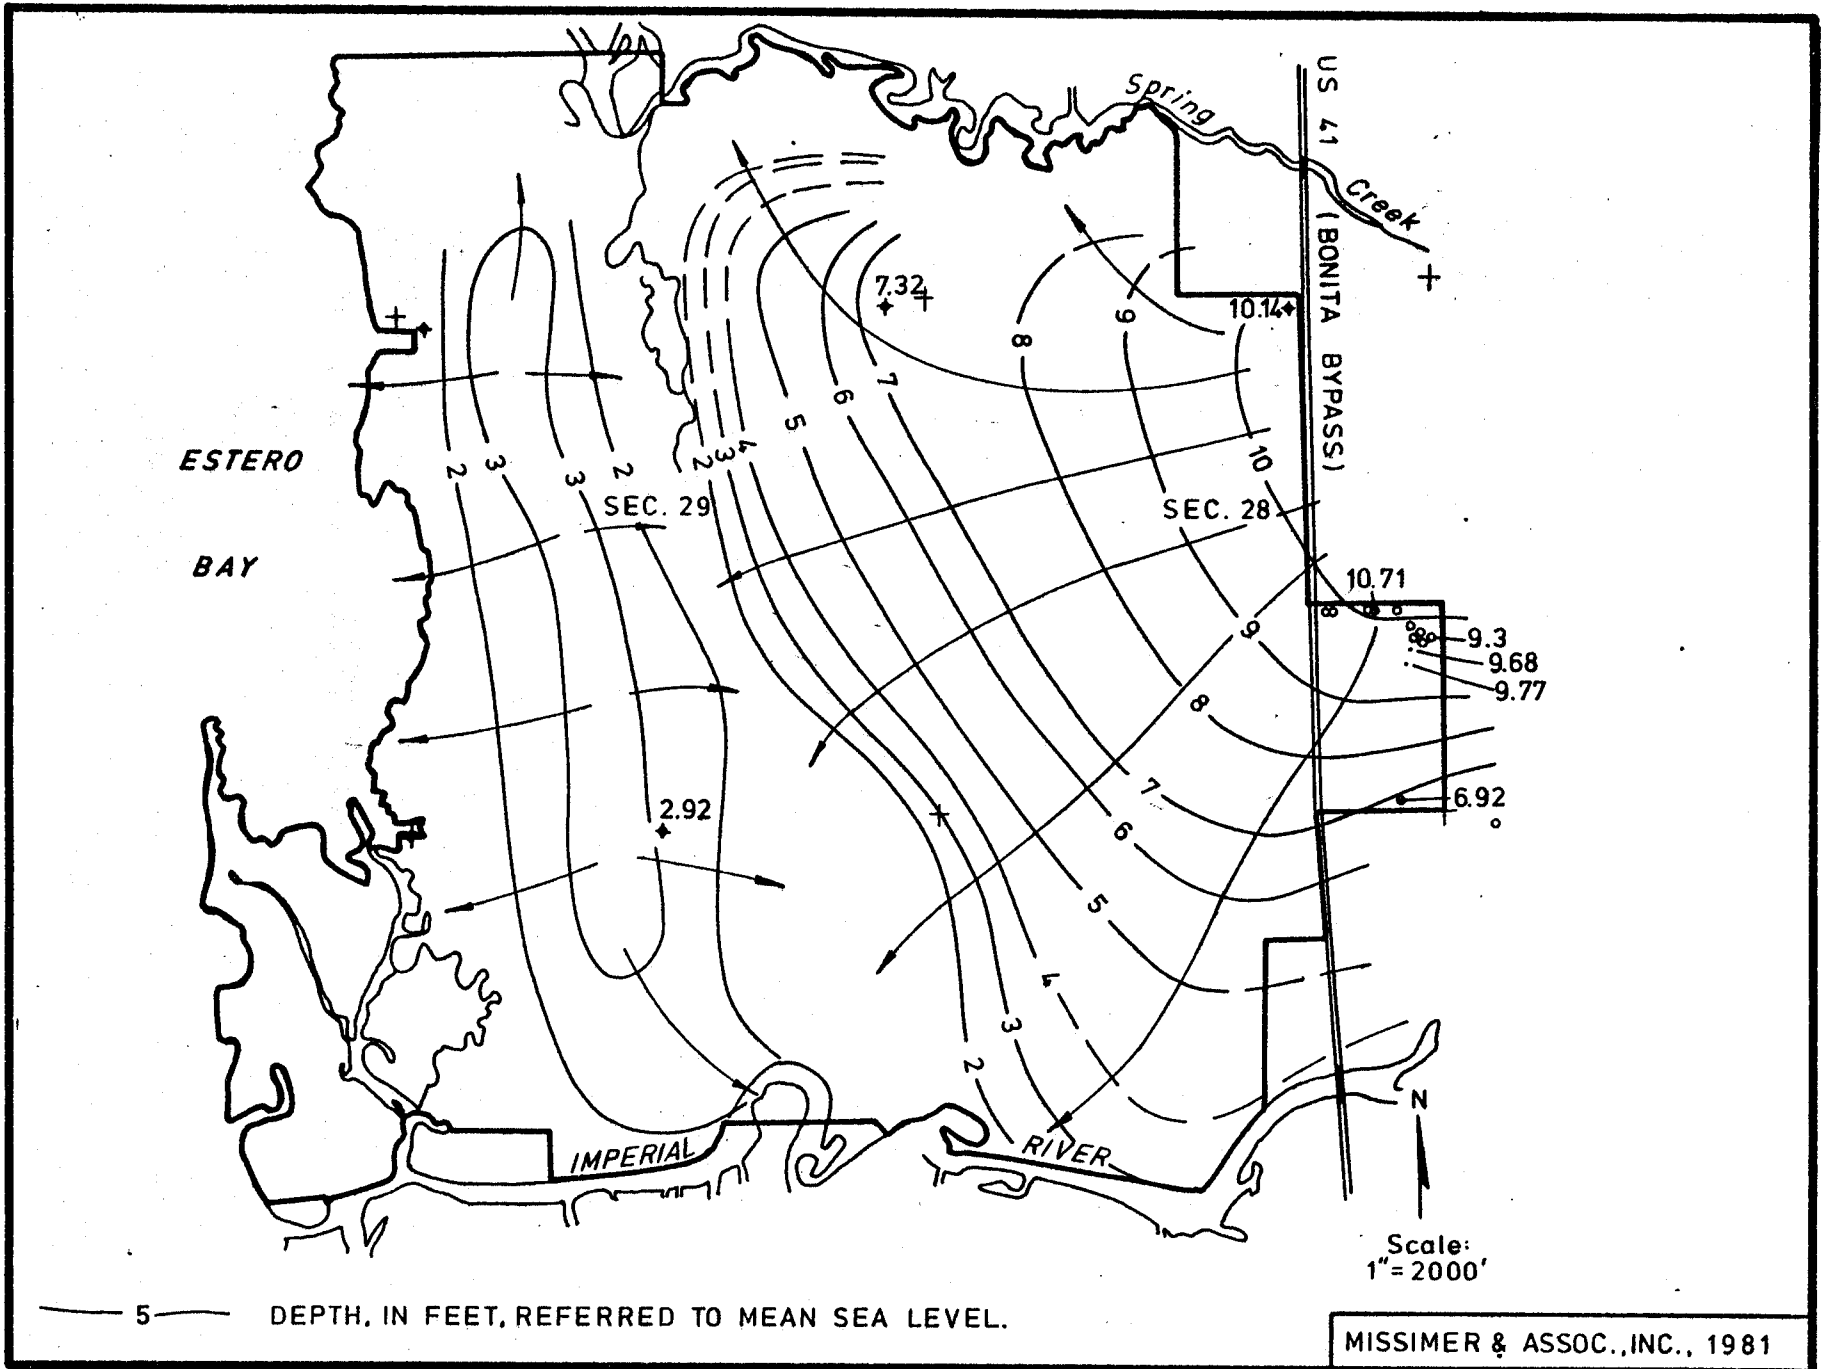 Spring
Creek
US 41 (BONITA BYPASS)
7.32
10.14
9
8
7
6
5
4
3
2
2
3
3
2
10
ESTERO
BAY
SEC. 29
SEC. 28
10.71
8
9.3
9.68
9.77
9
8
7
6.92
6
2.92
5
4
3
2
IMPERIAL
RIVER
N
Scale:
1"=2000'
5 DEPTH, IN FEET, REFERRED TO MEAN SEA LEVEL.
MISSIMER & ASSOC., INC., 1981